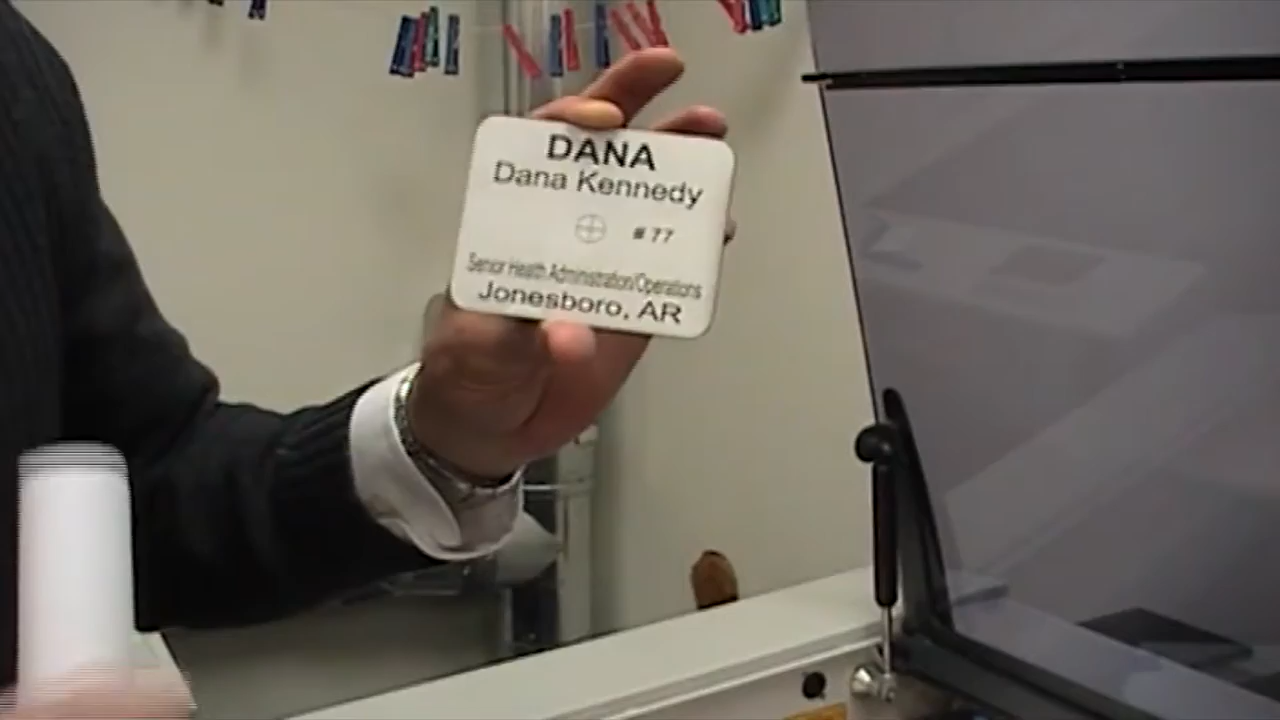 DANA
Dana Kennedy
# 77
Senior Health Administration/Operations
Jonesboro, AR